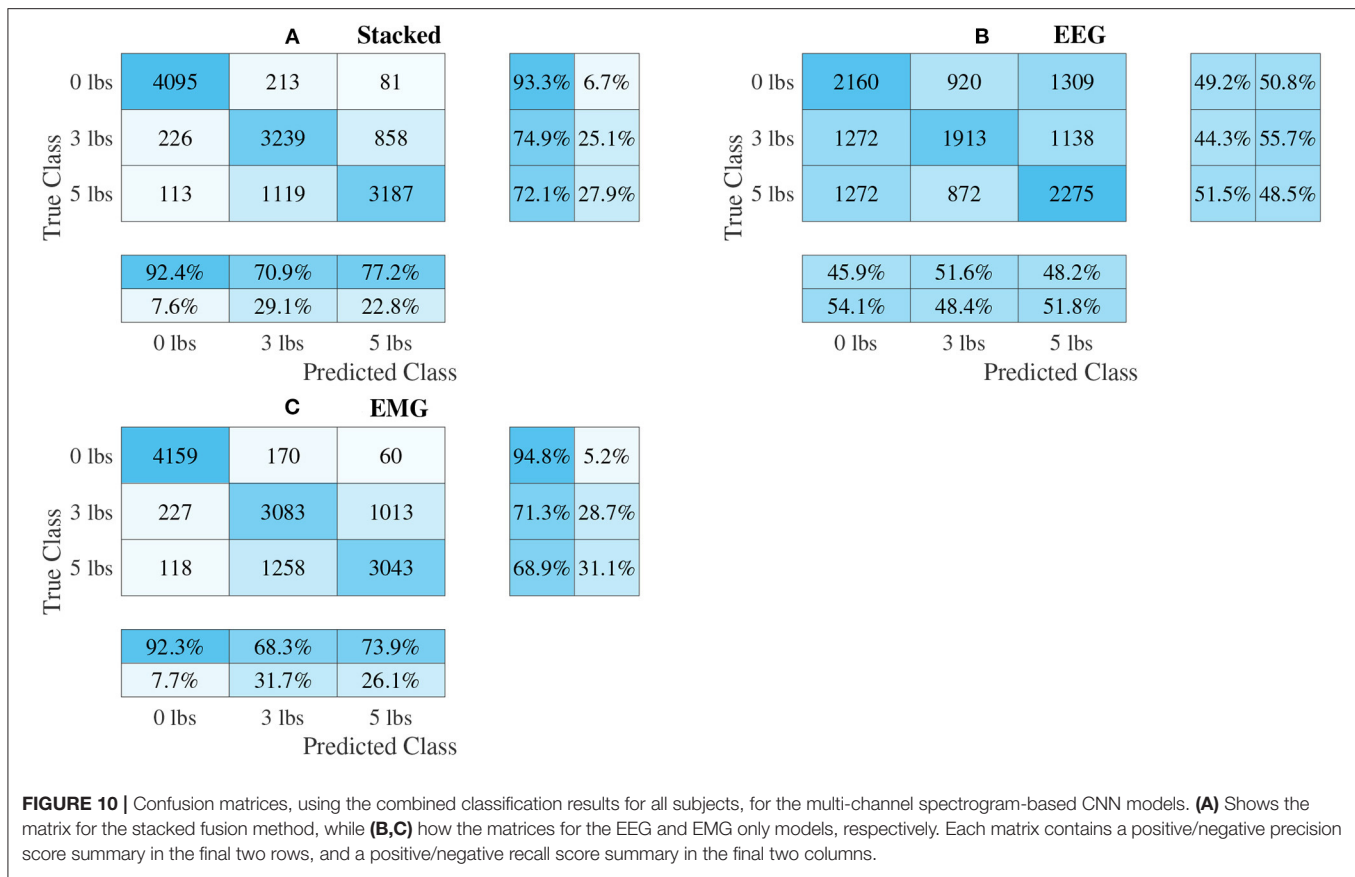 A Stacked
0 lbs 4095 213 81 93.3% 6.7%
3 lbs 226 3239 858 74.9% 25.1%
5 lbs 113 1119 3187 72.1% 27.9%
True Class
92.4% 70.9% 77.2%
7.6% 29.1% 22.8%
0 lbs 3 lbs 5 lbs
Predicted Class
B EEG
0 lbs 2160 920 1309 49.2% 50.8%
3 lbs 1272 1913 1138 44.3% 55.7%
5 lbs 1272 872 2275 51.5% 48.5%
True Class
45.9% 51.6% 48.2%
54.1% 48.4% 51.8%
0 lbs 3 lbs 5 lbs
Predicted Class
C EMG
0 lbs 4159 170 60 94.8% 5.2%
3 lbs 227 3083 1013 71.3% 28.7%
5 lbs 118 1258 3043 68.9% 31.1%
True Class
92.3% 68.3% 73.9%
7.7% 31.7% 26.1%
0 lbs 3 lbs 5 lbs
Predicted Class
FIGURE 10 | Confusion matrices, using the combined classification results for all subjects, for the multi-channel spectrogram-based CNN models. (A) Shows the
matrix for the stacked fusion method, while (B,C) how the matrices for the EEG and EMG only models, respectively. Each matrix contains a positive/negative precision
score summary in the final two rows, and a positive/negative recall score summary in the final two columns.